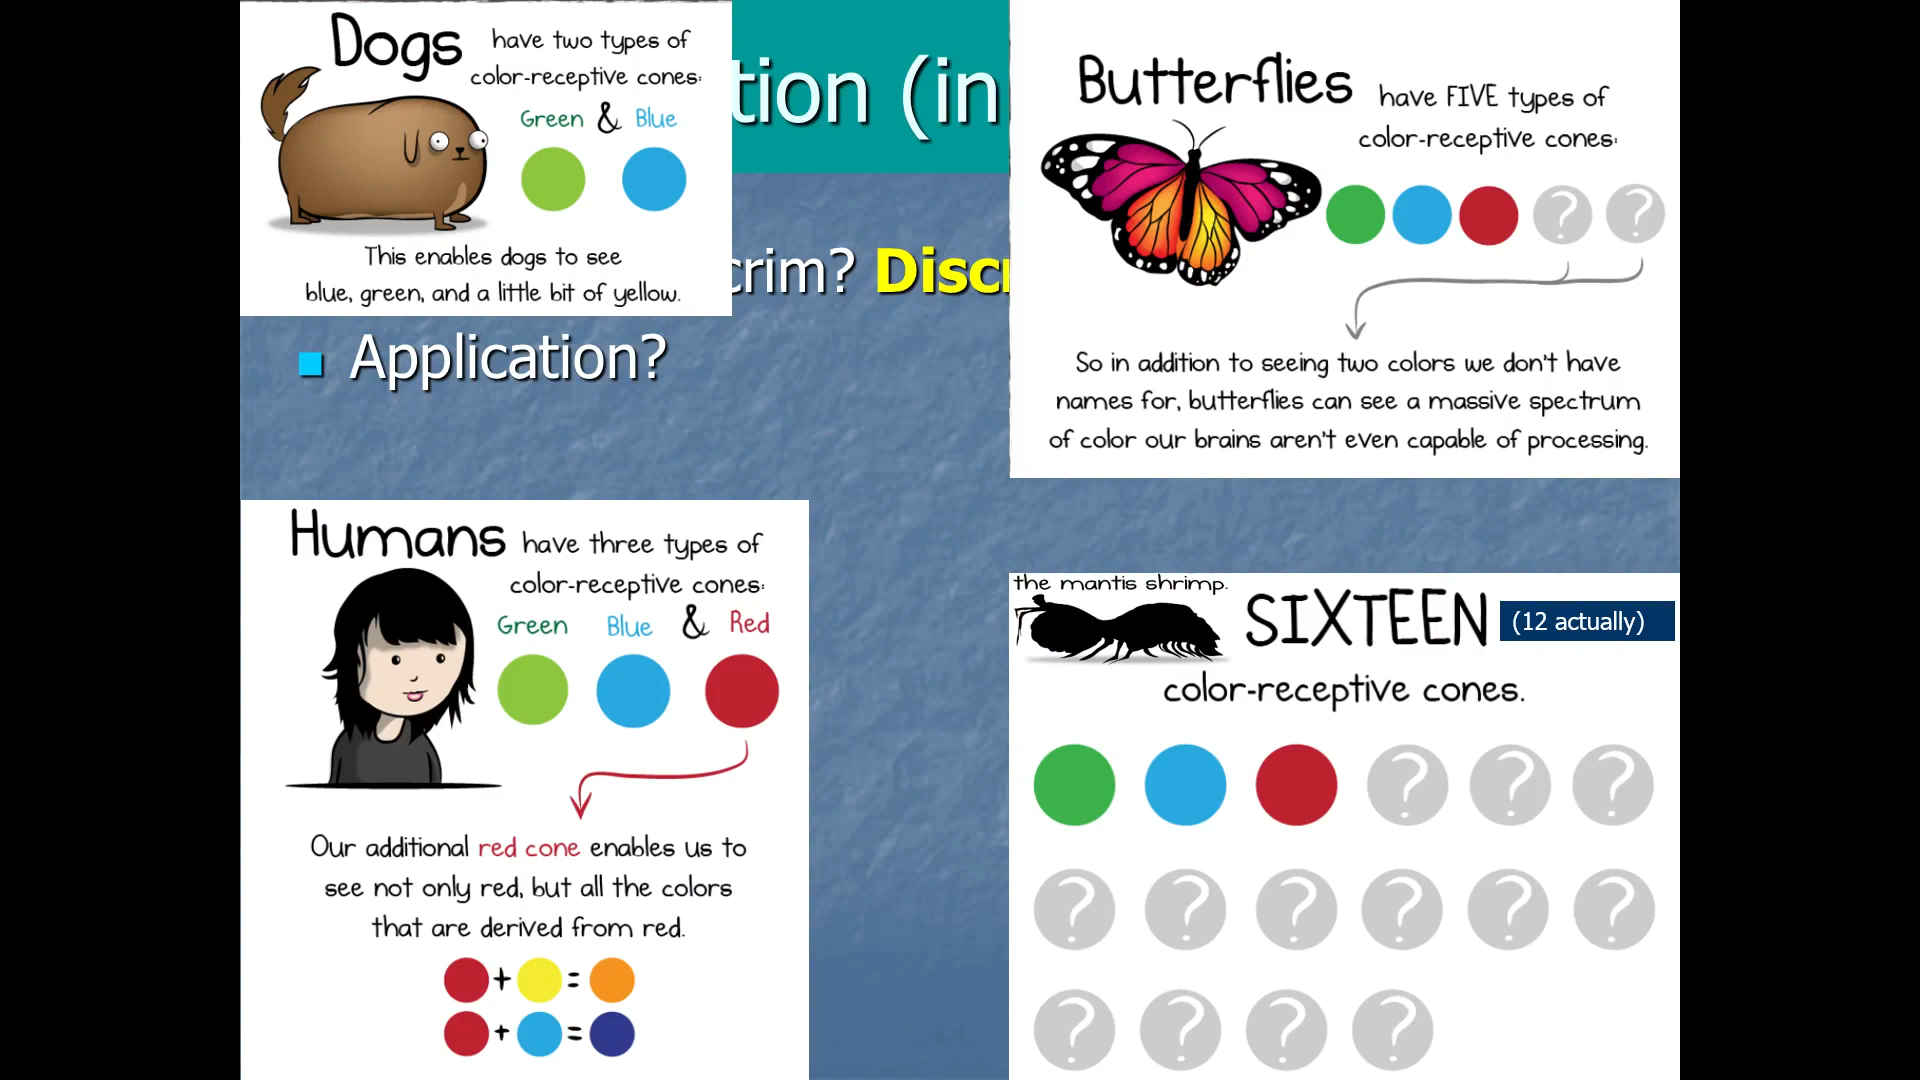 Dogs have two types of
color-receptive cones:
Green & Blue
This enables dogs to see
blue, green, and a little bit of yellow.
tion (in
crim? Discr
Application?
Butterflies have FIVE types of
color-receptive cones:
? ?
So in addition to seeing two colors we don't have
names for, butterflies can see a massive spectrum
of color our brains aren't even capable of processing.
Humans have three types of
color-receptive cones:
Green Blue & Red
Our additional red cone enables us to
see not only red, but all the colors
that are derived from red.
+ =
+ =
the mantis shrimp.
SIXTEEN (12 actually)
color-receptive cones.
? ? ?
? ? ? ? ? ?
? ? ? ?